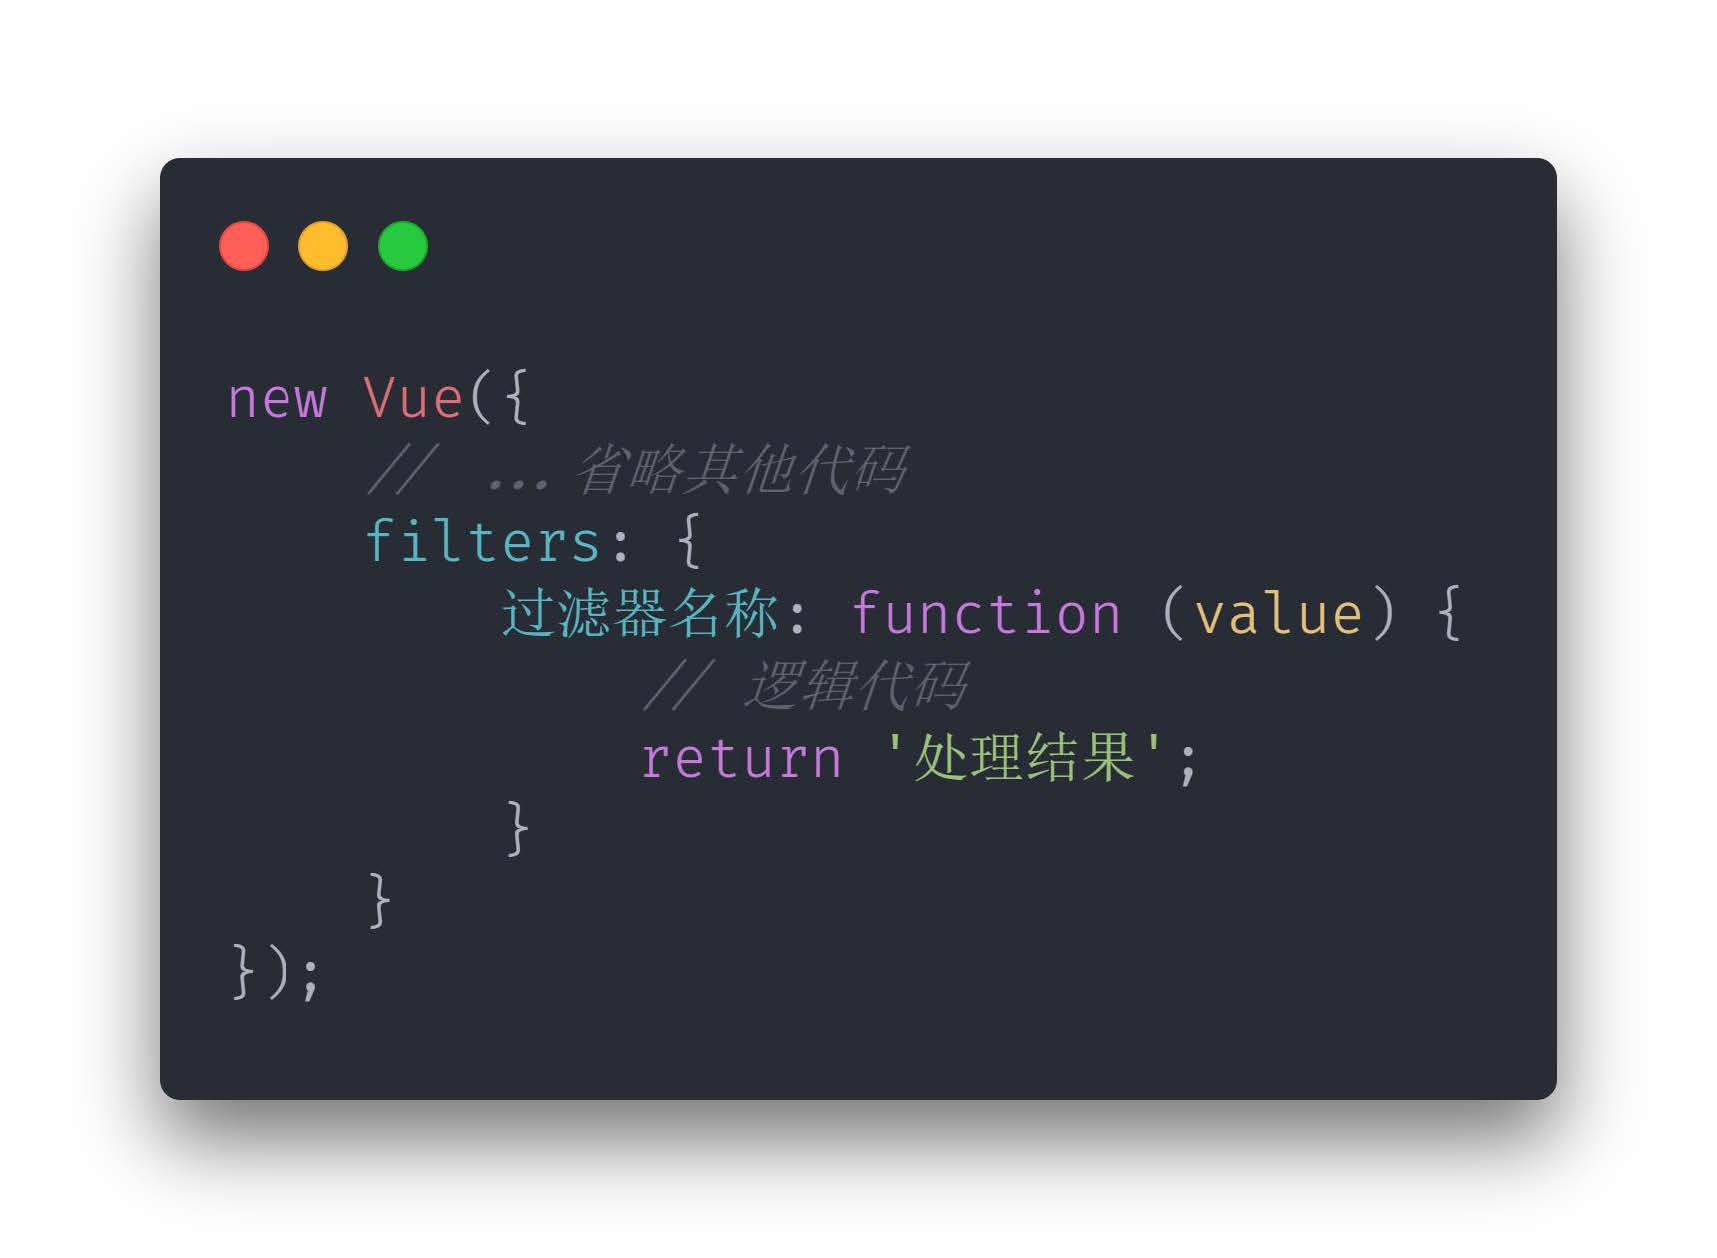 new Vue({
// ...省略其他代码
filters: {
过滤器名称: function (value) {
// 逻辑代码
return '处理结果';
}
}
});